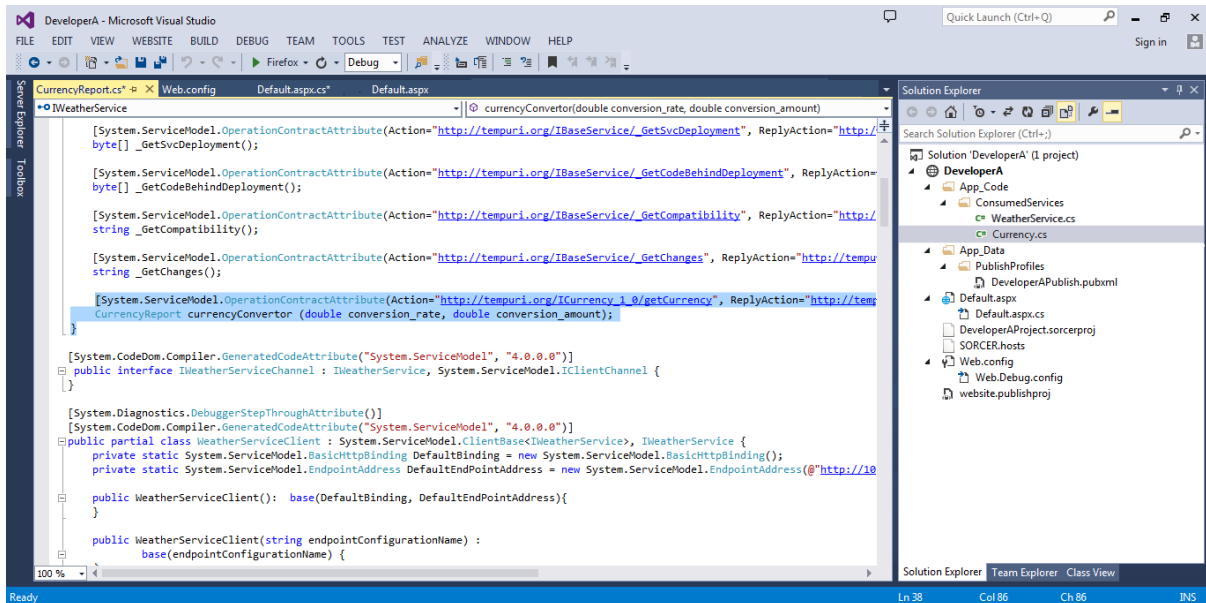 DeveloperA - Microsoft Visual Studio
Quick Launch (Ctrl+Q)
FILE EDIT VIEW WEBSITE BUILD DEBUG TEAM TOOLS TEST ANALYZE WINDOW HELP
Sign in
Firefox
Debug
Server Explorer
Toolbox
CurrencyReport.cs*
Web.config
Default.aspx.cs*
Default.aspx
IWeatherService
currencyConvertor(double conversion_rate, double conversion_amount)
[System.ServiceModel.OperationContractAttribute(Action="http://tempuri.org/IBaseService/_GetSvcDeployment", ReplyAction="http:/
byte[] _GetSvcDeployment();
[System.ServiceModel.OperationContractAttribute(Action="http://tempuri.org/IBaseService/_GetCodeBehindDeployment", ReplyAction=
byte[] _GetCodeBehindDeployment();
[System.ServiceModel.OperationContractAttribute(Action="http://tempuri.org/IBaseService/_GetCompatibility", ReplyAction="http:/
string _GetCompatibility();
[System.ServiceModel.OperationContractAttribute(Action="http://tempuri.org/IBaseService/_GetChanges", ReplyAction="http://tempu
string _GetChanges();
[System.ServiceModel.OperationContractAttribute(Action="http://tempuri.org/ICurrency_1_0/getCurrency", ReplyAction="http://temp
CurrencyReport currencyConvertor (double conversion_rate, double conversion_amount);
}
[System.CodeDom.Compiler.GeneratedCodeAttribute("System.ServiceModel", "4.0.0.0")]
public interface IWeatherServiceChannel : IWeatherService, System.ServiceModel.IClientChannel {
}
[System.Diagnostics.DebuggerStepThroughAttribute()]
[System.CodeDom.Compiler.GeneratedCodeAttribute("System.ServiceModel", "4.0.0.0")]
public partial class WeatherServiceClient : System.ServiceModel.ClientBase<IWeatherService>, IWeatherService {
private static System.ServiceModel.BasicHttpBinding DefaultBinding = new System.ServiceModel.BasicHttpBinding();
private static System.ServiceModel.EndpointAddress DefaultEndPointAddress = new System.ServiceModel.EndpointAddress(@"http://10
public WeatherServiceClient(): base(DefaultBinding, DefaultEndPointAddress){
}
public WeatherServiceClient(string endpointConfigurationName) :
base(endpointConfigurationName) {
100 %
Solution Explorer
Search Solution Explorer (Ctrl+;)
Solution 'DeveloperA' (1 project)
DeveloperA
App_Code
ConsumedServices
C# WeatherService.cs
C# Currency.cs
App_Data
PublishProfiles
DeveloperAPublish.pubxml
Default.aspx
Default.aspx.cs
DeveloperAProject.sorcerproj
SORCER.hosts
Web.config
Web.Debug.config
website.publishproj
Solution Explorer Team Explorer Class View
Ready
Ln 38 Col 86 Ch 86 INS